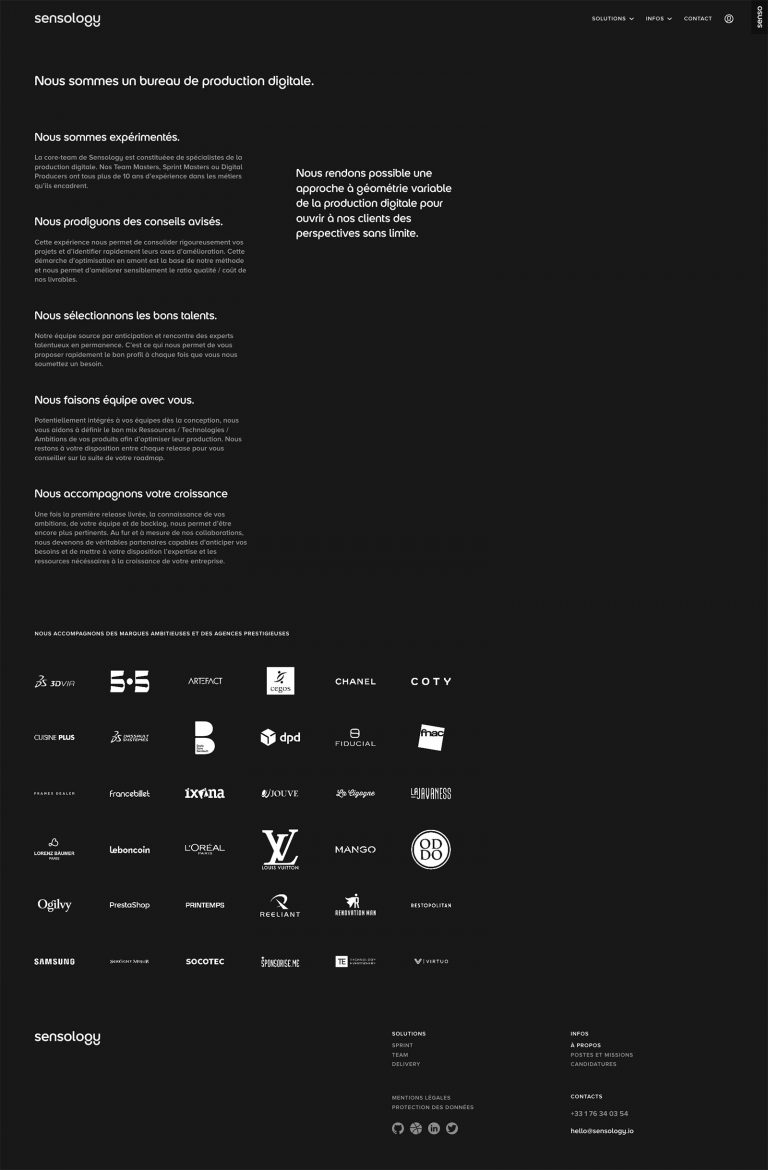 sensology
SOLUTIONS INFOS CONTACT
senso
Nous sommes un bureau de production digitale.
Nous sommes expérimentés.
La core-team de Sensology est constituée de spécialistes de la
production digitale. Nos Team Masters, Sprint Masters ou Digital
Producers ont tous plus de 10 ans d'expérience dans les métiers
qu'ils encadrent.
Nous prodiguons des conseils avisés.
Cette expérience nous permet de consolider rigoureusement vos
projets et d'identifier rapidement leurs axes d'amélioration. Cette
démarche d'optimisation en amont est la base de notre méthode
et nous permet d'améliorer sensiblement le ratio qualité / coût de
nos livrables.
Nous sélectionnons les bons talents.
Notre équipe source par anticipation et rencontre des experts
talentueux en permanence. C'est ce qui nous permet de vous
proposer rapidement le bon profil à chaque fois que vous nous
soumettez un besoin.
Nous faisons équipe avec vous.
Potentiellement intégrés à vos équipes dès la conception, nous
vous aidons à définir le bon mix Ressources / Technologies /
Ambitions de vos produits afin d'optimiser leur production. Nous
restons à votre disposition entre chaque release pour vous
conseiller sur la suite de votre roadmap.
Nous accompagnons votre croissance
Une fois la première release livrée, la connaissance de vos
ambitions, de votre équipe et de backlog, nous permet d'être
encore plus pertinents. Au fur et à mesure de nos collaborations,
nous devenons de véritables partenaires capables d'anticiper vos
besoins et de mettre à votre disposition l'expertise et les
ressources nécéssaires à la croissance de votre entreprise.
Nous rendons possible une
approche à géométrie variable
de la production digitale pour
ouvrir à nos clients des
perspectives sans limite.
NOUS ACCOMPAGNONS DES MARQUES AMBITIEUSES ET DES AGENCES PRESTIGIEUSES
3DVIA 5•5 ARTEFACT cegos CHANEL COTY
CUISINE PLUS DASSAULT SYSTEMES B dpd FIDUCIAL fnac
FRAMES DEALER francebillet ixina JOUVE La Cigogne LA JAVANESS
LORENZ BÄUMER PARIS leboncoin L'ORÉAL PARIS LV LOUIS VUITTON MANGO ODDO
Ogilvy PrestaShop PRINTEMPS REELIANT RENOVATION MAN RESTOPOLITAN
SAMSUNG SOCOTEC SPONSORISE.ME TE TECHNOLOGY VIRTUO
sensology
SOLUTIONS
SPRINT
TEAM
DELIVERY
INFOS
À PROPOS
POSTES ET MISSIONS
CANDIDATURES
MENTIONS LÉGALES
PROTECTION DES DONNÉES
CONTACTS
+33 1 76 34 03 54
hello@sensology.io